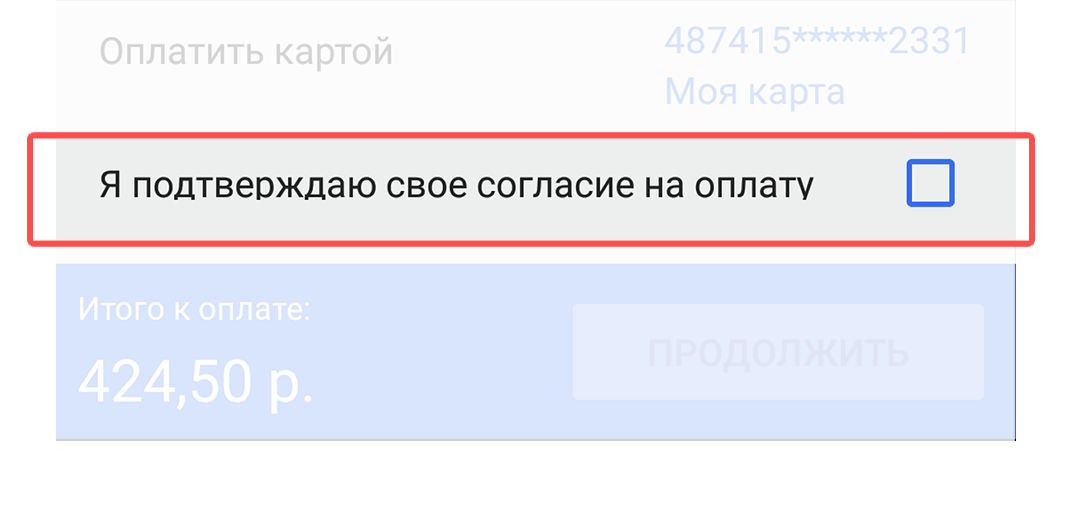 Оплатить картой
487415******2331
Моя карта
Я подтверждаю свое согласие на оплату
Итого к оплате:
424,50 р.
ПРОДОЛЖИТЬ